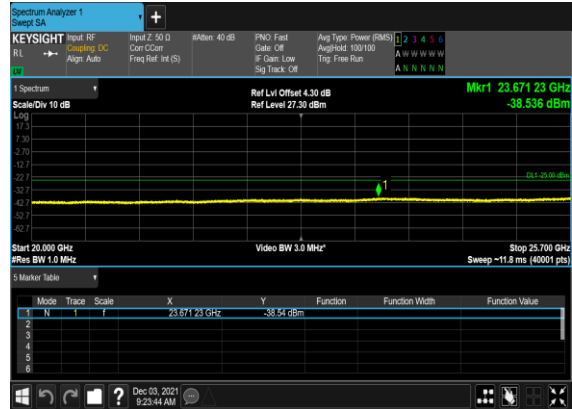 Spectrum Analyzer 1
Swept SA
+
KEYSIGHT Input: RF Input Z: 50 Ω #Atten: 40 dB PNO: Fast Avg Type: Power (RMS) 1 2 3 4 5 6
RL Coupling: DC Corr CCorr Gate: Off Avg|Hold: 100/100 A W W W W W
Align: Auto Freq Ref: Int (S) IF Gain: Low Trig: Free Run
Sig Track: Off A N N N N N
1 Spectrum Ref Lvl Offset 4.30 dB Mkr1 23.671 23 GHz
Scale/Div 10 dB Ref Level 27.30 dBm -38.536 dBm
Log
17.3
7.30
-2.70
-12.7
DL1 -25.00 dBm
-22.7
1
-32.7
-42.7
-52.7
-62.7
Start 20.000 GHz Video BW 3.0 MHz* Stop 25.700 GHz
#Res BW 1.0 MHz Sweep ~11.8 ms (40001 pts)
5 Marker Table
Mode Trace Scale X Y Function Function Width Function Value
1 N 1 f 23.671 23 GHz -38.54 dBm
2
3
4
5
6
? Dec 03, 2021
9:23:44 AM